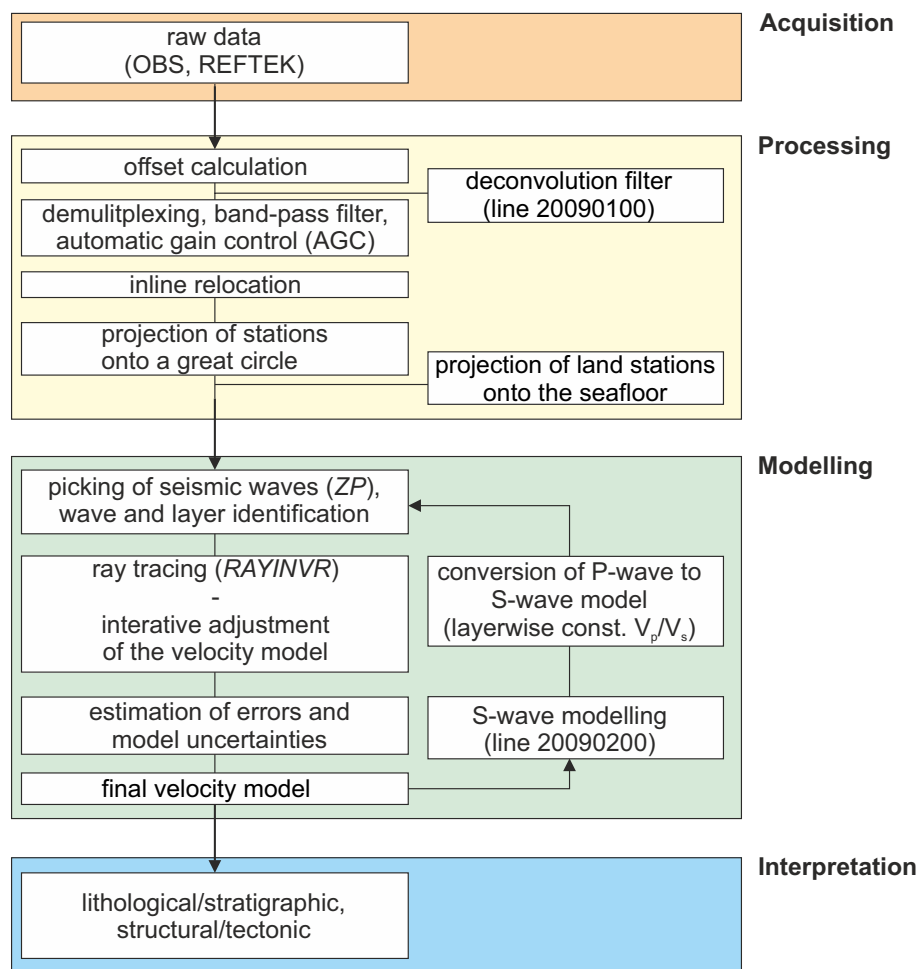 Acquisition
raw data
(OBS, REFTEK)
Processing
offset calculation
deconvolution filter
(line 20090100)
demulitplexing, band-pass filter,
automatic gain control (AGC)
inline relocation
projection of stations
onto a great circle
projection of land stations
onto the seafloor
Modelling
picking of seismic waves (ZP),
wave and layer identification
ray tracing (RAYINVR)
-
interative adjustment
of the velocity model
conversion of P-wave to
S-wave model
(layerwise const. Vp/Vs)
estimation of errors and
model uncertainties
S-wave modelling
(line 20090200)
final velocity model
Interpretation
lithological/stratigraphic,
structural/tectonic